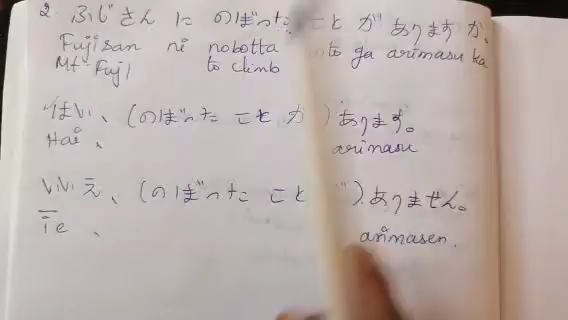 2. ふじさん に のぼった こと が あります か。
Fujisan ni nobotta ga arimasu ka
Mt-Fuji to climb
はい、(のぼった こと が) あります。
Hai、 arimasu
いいえ、(のぼった こと ) ありません。
īe 、 arimasen.